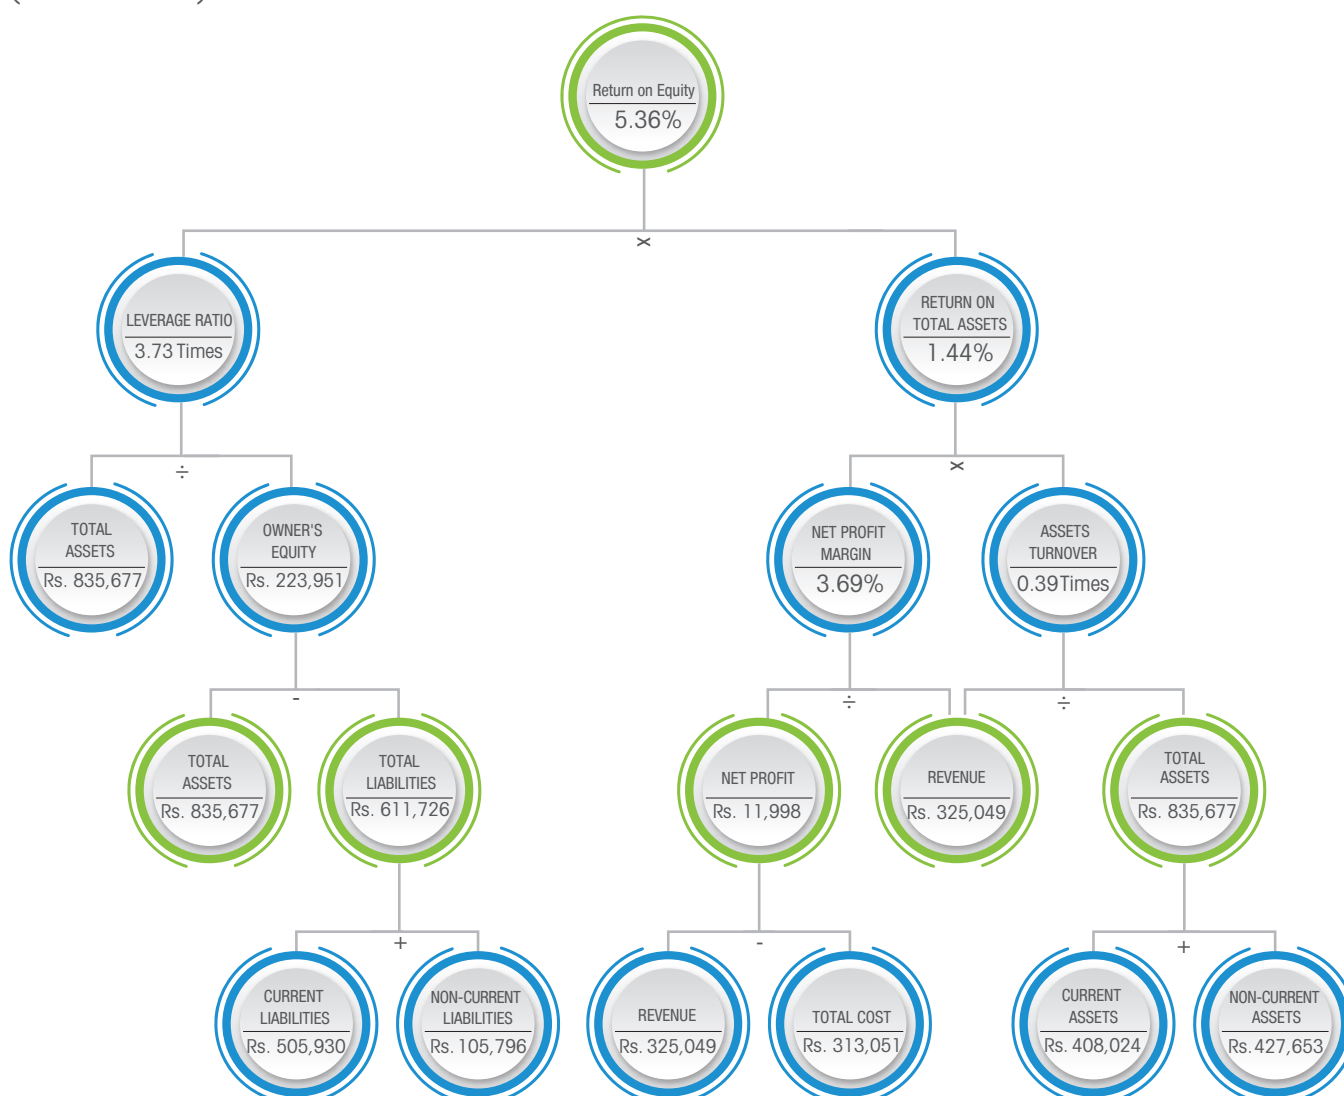 Return on Equity
5.36%
x
LEVERAGE RATIO
3.73 Times
RETURN ON
TOTAL ASSETS
1.44%
÷
x
TOTAL
ASSETS
Rs. 835,677
OWNER'S
EQUITY
Rs. 223,951
NET PROFIT
MARGIN
3.69%
ASSETS
TURNOVER
0.39Times
-
÷
÷
TOTAL
ASSETS
Rs. 835,677
TOTAL
LIABILITIES
Rs. 611,726
NET PROFIT
Rs. 11,998
REVENUE
Rs. 325,049
TOTAL
ASSETS
Rs. 835,677
+
-
+
CURRENT
LIABILITIES
Rs. 505,930
NON-CURRENT
LIABILITIES
Rs. 105,796
REVENUE
Rs. 325,049
TOTAL COST
Rs. 313,051
CURRENT
ASSETS
Rs. 408,024
NON-CURRENT
ASSETS
Rs. 427,653